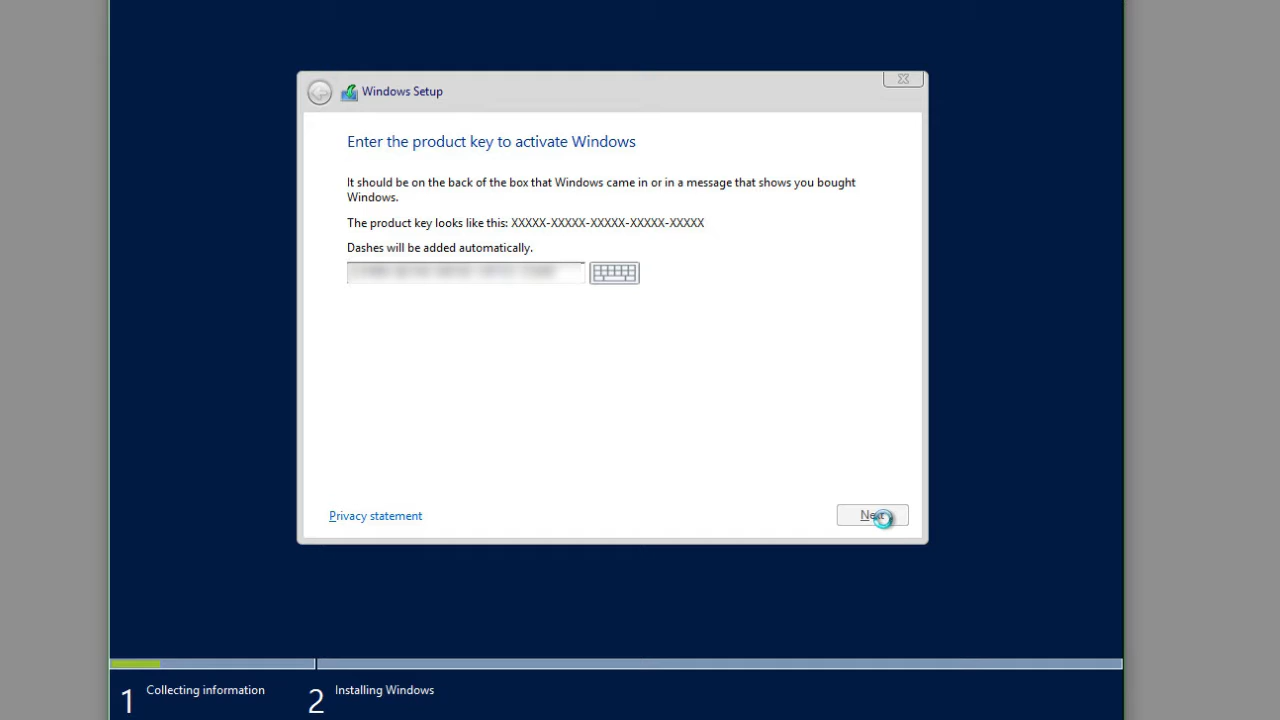 Windows Setup
Enter the product key to activate Windows
It should be on the back of the box that Windows came in or in a message that shows you bought
Windows.
The product key looks like this: XXXXX-XXXXX-XXXXX-XXXXX-XXXXX
Dashes will be added automatically.
Privacy statement
Next
1 Collecting information
2 Installing Windows